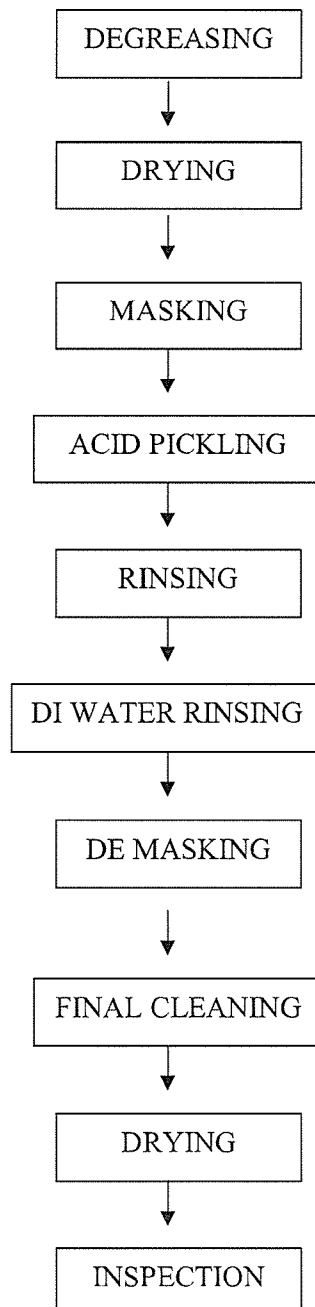 DEGREASING
DRYING
MASKING
ACID PICKLING
RINSING
DI WATER RINSING
DE MASKING
FINAL CLEANING
DRYING
INSPECTION